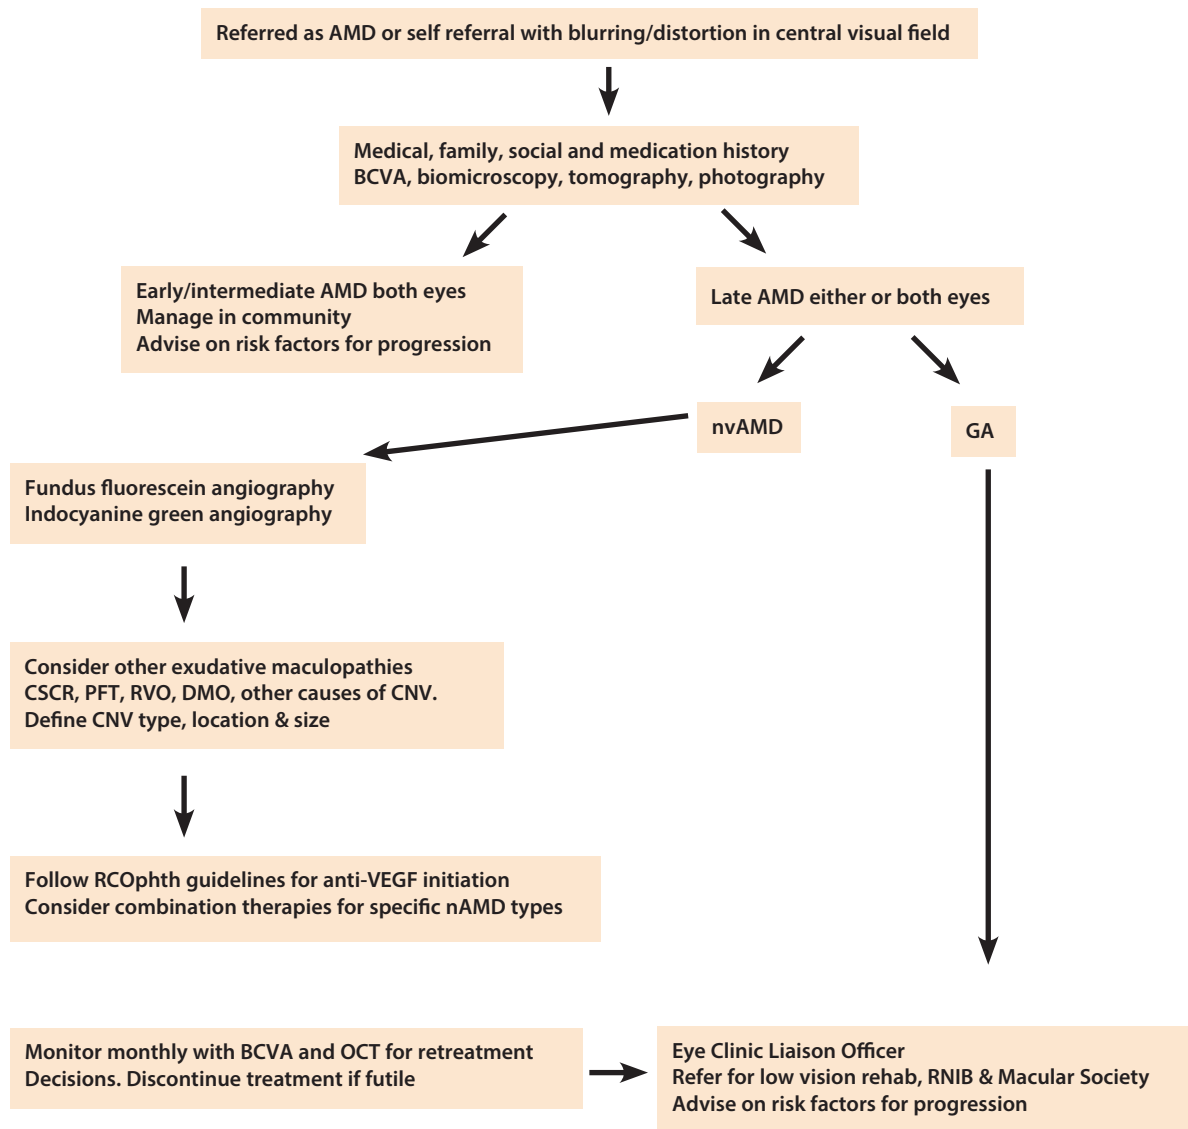 Referred as AMD or self referral with blurring/distortion in central visual field
Medical, family, social and medication history
BCVA, biomicroscopy, tomography, photography
Early/intermediate AMD both eyes
Manage in community
Advise on risk factors for progression
Late AMD either or both eyes
nvAMD
GA
Fundus fluorescein angiography
Indocyanine green angiography
Consider other exudative maculopathies
CSCR, PFT, RVO, DMO, other causes of CNV.
Define CNV type, location & size
Follow RCOphth guidelines for anti-VEGF initiation
Consider combination therapies for specific nAMD types
Monitor monthly with BCVA and OCT for retreatment
Decisions. Discontinue treatment if futile
Eye Clinic Liaison Officer
Refer for low vision rehab, RNIB & Macular Society
Advise on risk factors for progression